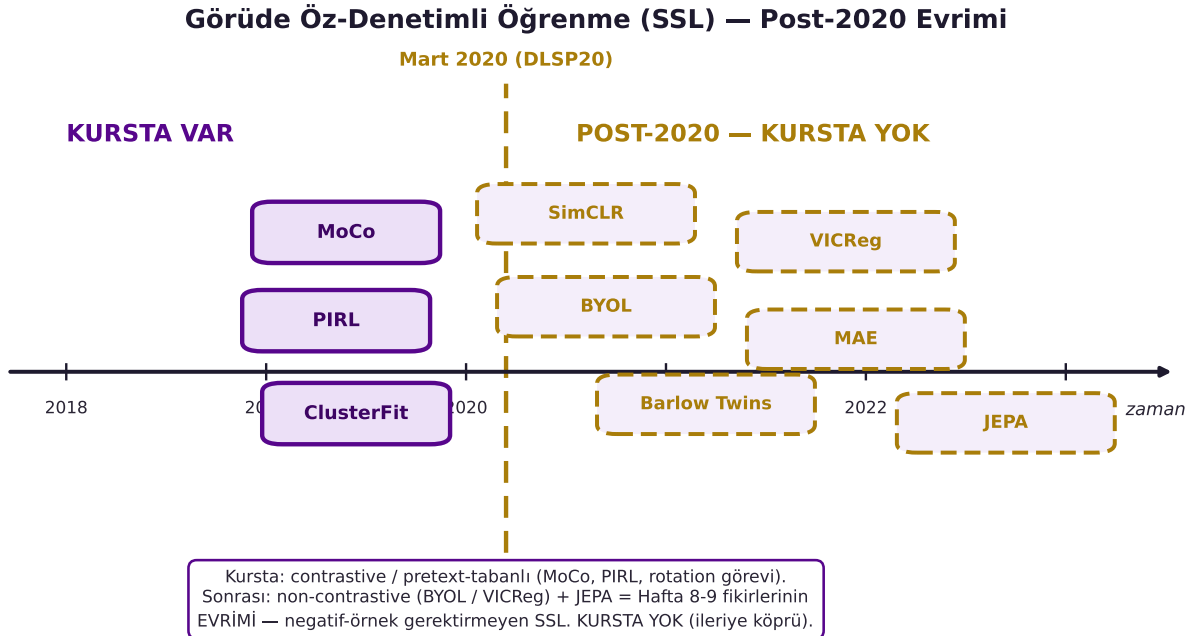 Görüde Öz-Denetimli Öğrenme (SSL) — Post-2020 Evrimi
Mart 2020 (DLSP20)
KURSTA VAR
POST-2020 — KURSTA YOK
SimCLR
MoCo
VICReg
BYOL
PIRL
MAE
Barlow Twins
2018
ClusterFit
2020
2022
JEPA
zaman
Kursta: contrastive / pretext-tabanlı (MoCo, PIRL, rotation görevi).
Sonrası: non-contrastive (BYOL / VICReg) + JEPA = Hafta 8-9 fikirlerinin
EVRİMİ — negatif-örnek gerektirmeyen SSL. KURSTA YOK (ileriye köprü).